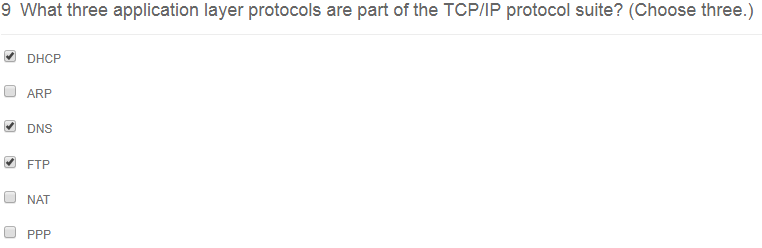 9 What three application layer protocols are part of the TCP/IP protocol suite? (Choose three.)
DHCP
ARP
DNS
FTP
NAT
PPP